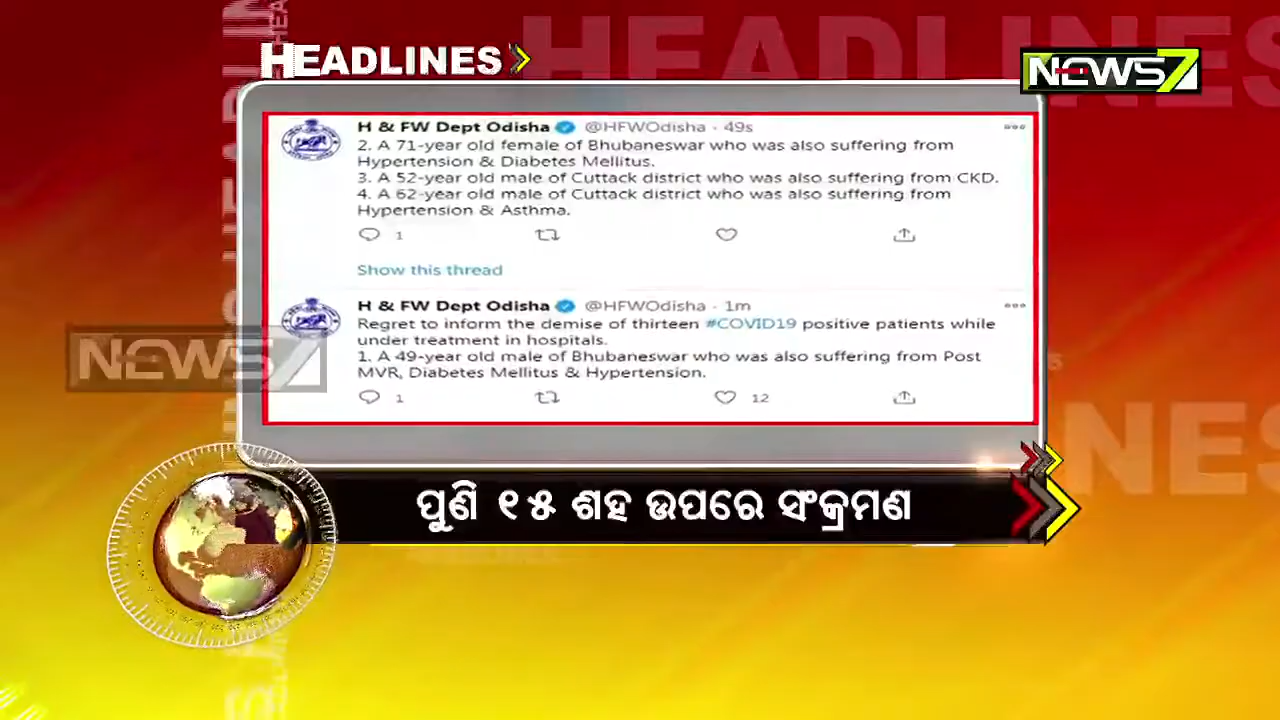 HEADLINES
NEWS7
H & FW Dept Odisha @HFWOdisha · 49s
2. A 71-year old female of Bhubaneswar who was also suffering from
Hypertension & Diabetes Mellitus.
3. A 52-year old male of Cuttack district who was also suffering from CKD.
4. A 62-year old male of Cuttack district who was also suffering from
Hypertension & Asthma.
1
Show this thread
H & FW Dept Odisha @HFWOdisha · 1m
Regret to inform the demise of thirteen #COVID19 positive patients while
under treatment in hospitals.
1. A 49-year old male of Bhubaneswar who was also suffering from Post
MVR, Diabetes Mellitus & Hypertension.
1 12
NEWS7
ପୁଣି ୧୫ ଶହ ଉପରେ ସଂକ୍ରମଣ
HEADLINES